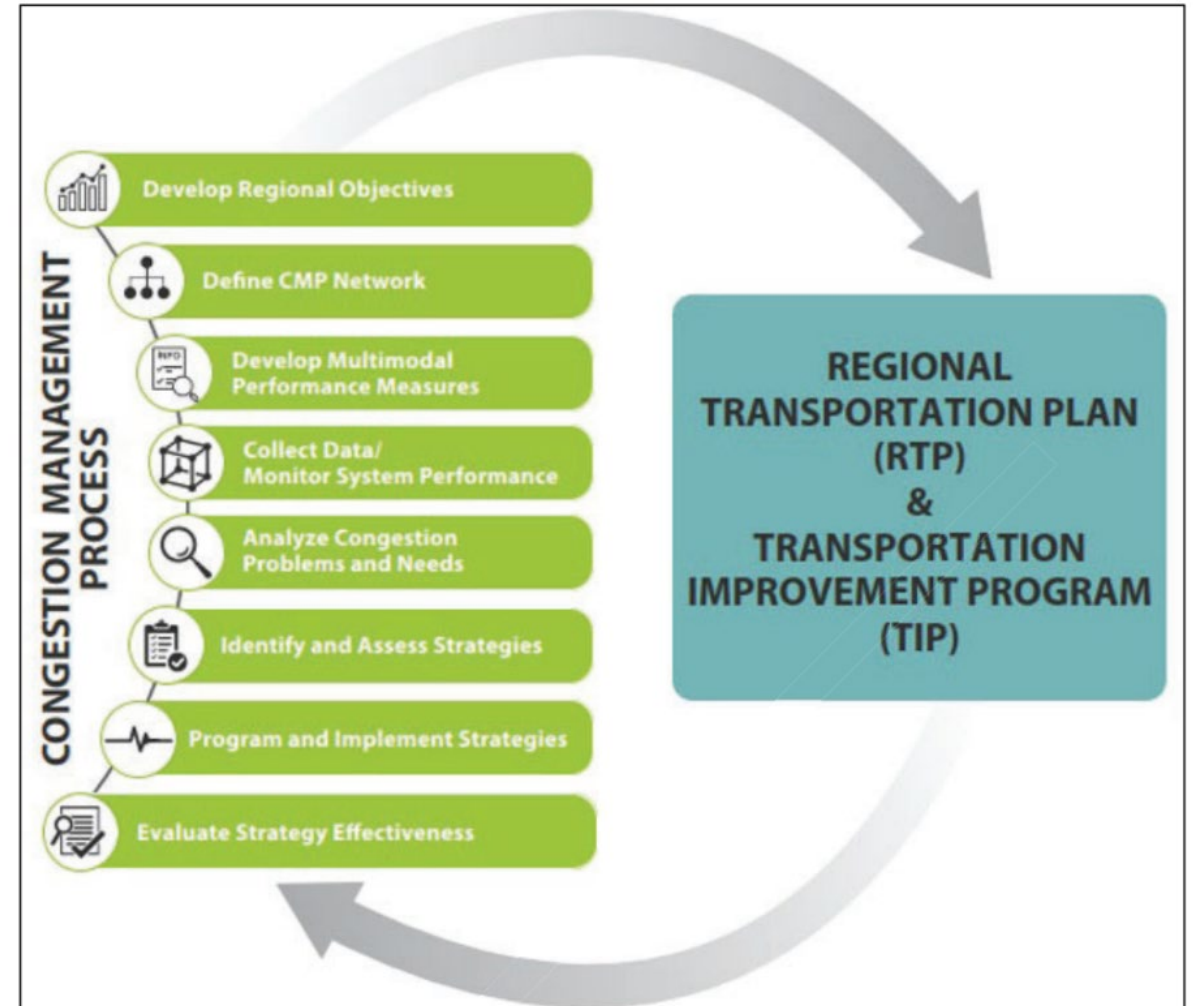 CONGESTION MANAGEMENT
PROCESS
Develop Regional Objectives
Define CMP Network
INFO
Develop Multimodal
Performance Measures
Collect Data/
Monitor System Performance
Analyze Congestion
Problems and Needs
Identify and Assess Strategies
Program and Implement Strategies
Evaluate Strategy Effectiveness
REGIONAL
TRANSPORTATION PLAN
(RTP)
&
TRANSPORTATION
IMPROVEMENT PROGRAM
(TIP)